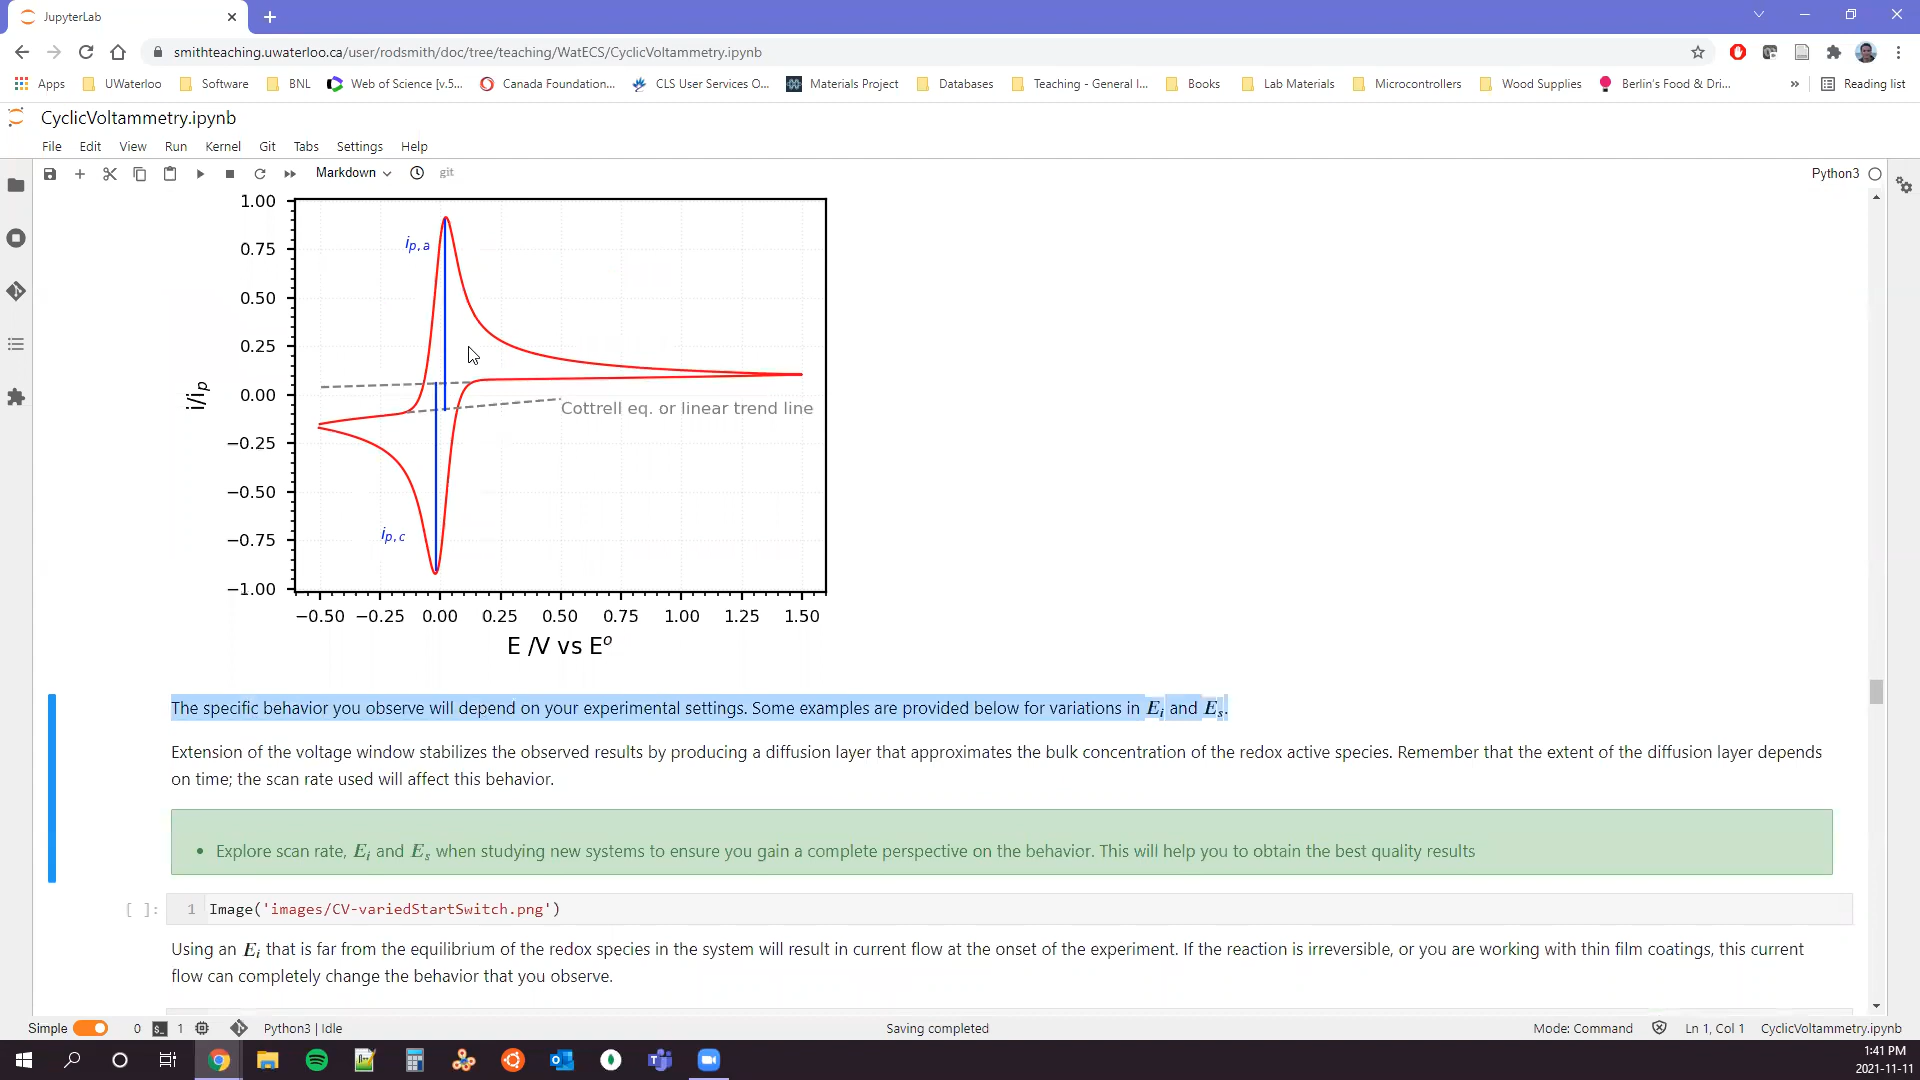 JupyterLab
smithteaching.uwaterloo.ca/user/rodsmith/doc/tree/teaching/WatECS/CyclicVoltammetry.ipynb
Apps UWaterloo Software BNL Web of Science [v.5... Canada Foundation... CLS User Services O... Materials Project Databases Teaching - General I... Books Lab Materials Microcontrollers Wood Supplies Berlin's Food & Dri... » Reading list
CyclicVoltammetry.ipynb
File Edit View Run Kernel Git Tabs Settings Help
Markdown git Python3
1.00
0.75
0.50
0.25
0.00
−0.25
−0.50
−0.75
−1.00
i/ip
ip,a
Cottrell eq. or linear trend line
ip,c
−0.50 −0.25 0.00 0.25 0.50 0.75 1.00 1.25 1.50
E /V vs Eo
The specific behavior you observe will depend on your experimental settings. Some examples are provided below for variations in Ei and Es.
Extension of the voltage window stabilizes the observed results by producing a diffusion layer that approximates the bulk concentration of the redox active species. Remember that the extent of the diffusion layer depends
on time; the scan rate used will affect this behavior.
• Explore scan rate, Ei and Es when studying new systems to ensure you gain a complete perspective on the behavior. This will help you to obtain the best quality results
[ ]: 1 Image('images/CV-variedStartSwitch.png')
Using an Ei that is far from the equilibrium of the redox species in the system will result in current flow at the onset of the experiment. If the reaction is irreversible, or you are working with thin film coatings, this current
flow can completely change the behavior that you observe.
Simple 0 1 Python3 | Idle Saving completed Mode: Command Ln 1, Col 1 CyclicVoltammetry.ipynb
1:41 PM
2021-11-11